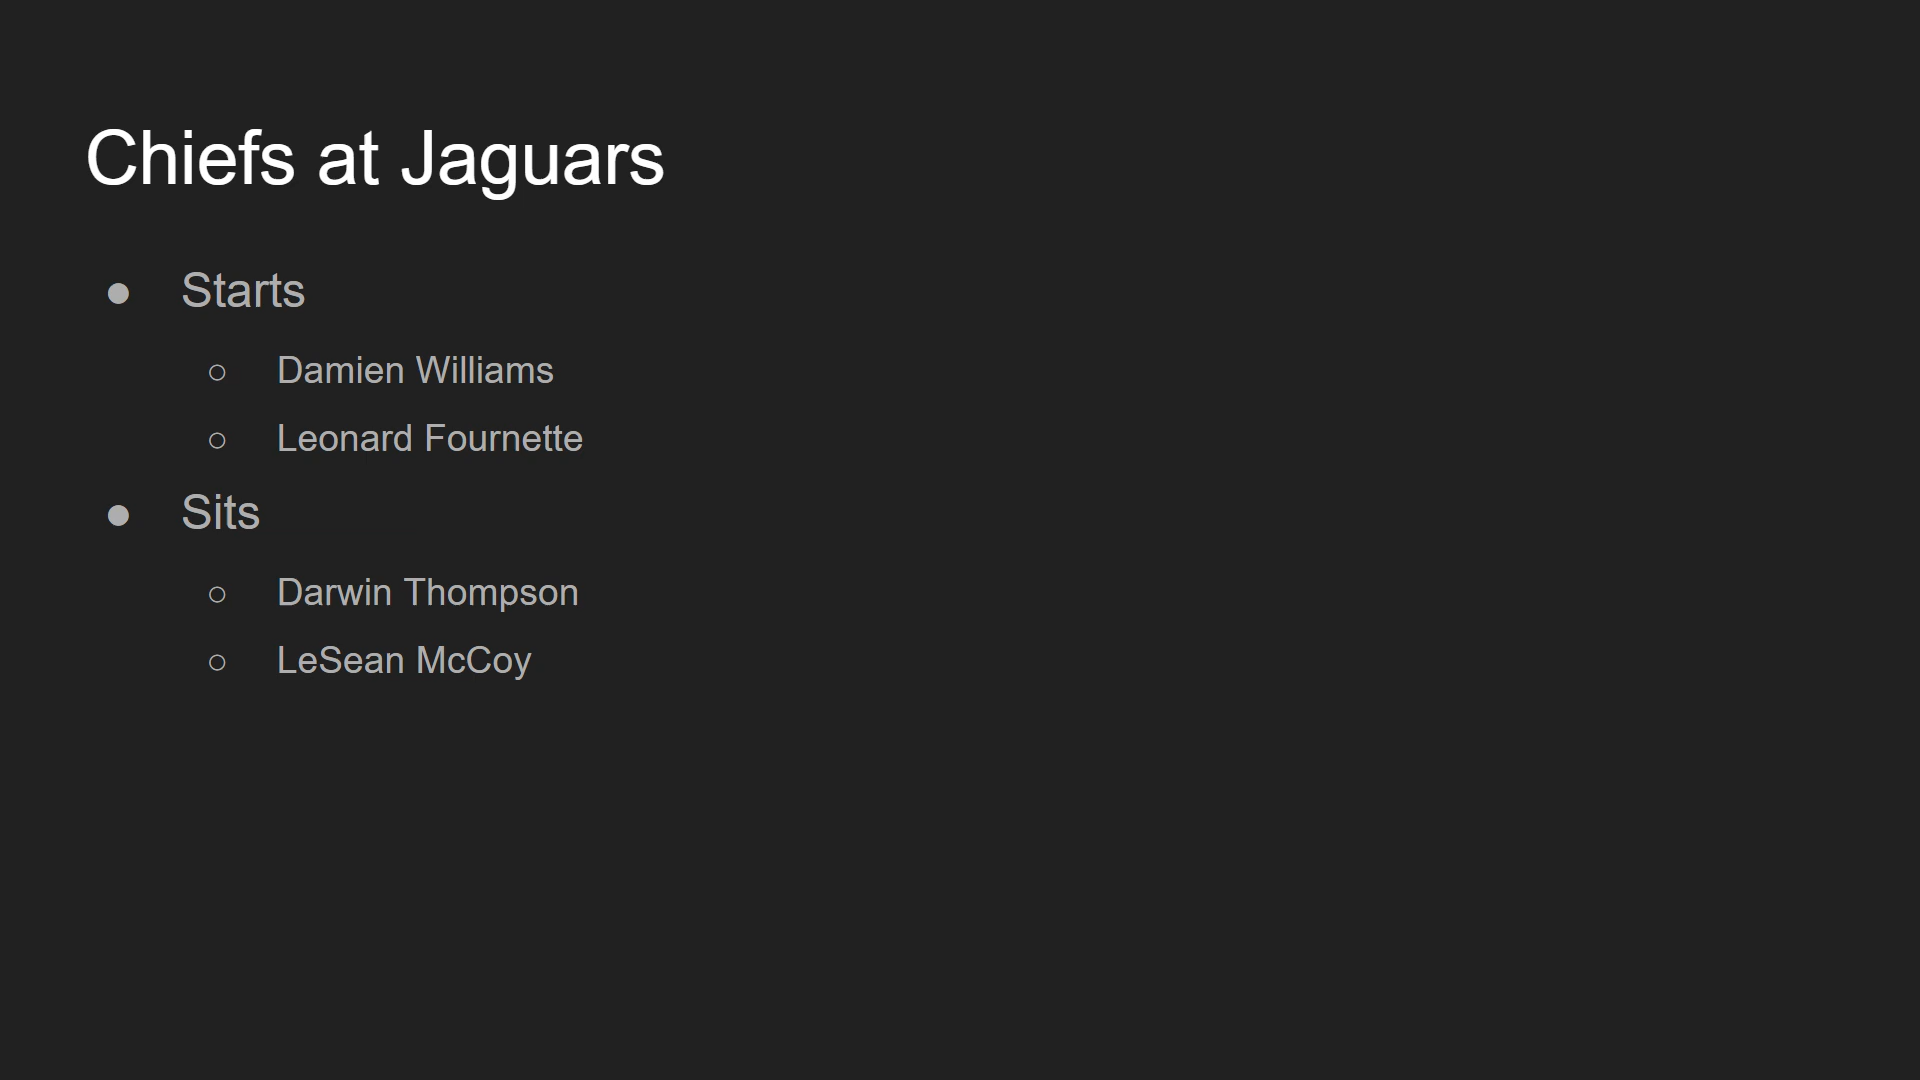 Chiefs at Jaguars
● Starts
○ Damien Williams
○ Leonard Fournette
● Sits
○ Darwin Thompson
○ LeSean McCoy